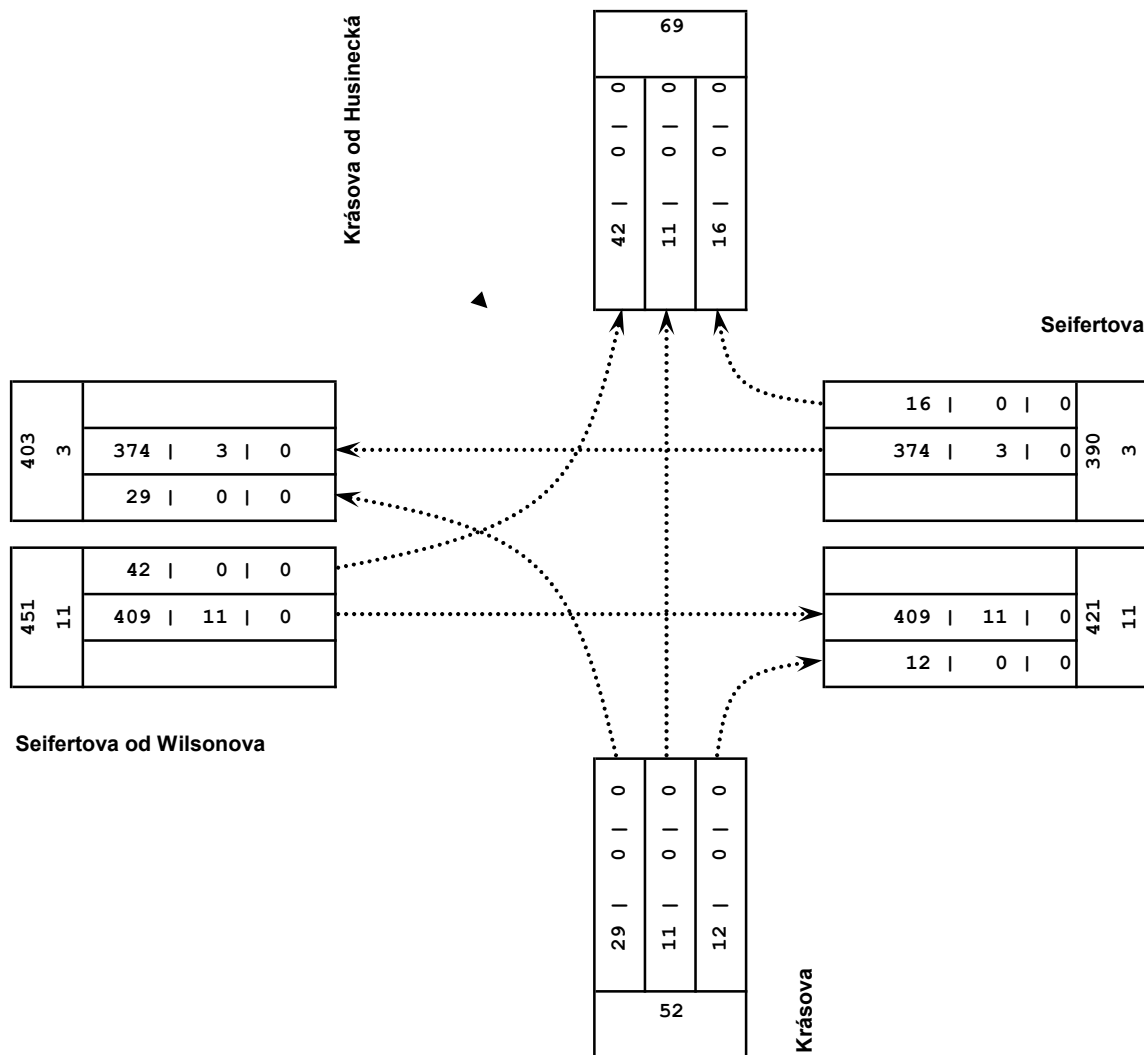 69
42 | 0 | 0
11 | 0 | 0
16 | 0 | 0
Krásova od Husinecká
Seifertova
403
3
374 | 3 | 0
29 | 0 | 0
16 | 0 | 0
374 | 3 | 0
390
3
451
11
42 | 0 | 0
409 | 11 | 0
409 | 11 | 0
12 | 0 | 0
421
11
Seifertova od Wilsonova
29 | 0 | 0
11 | 0 | 0
12 | 0 | 0
52
Krásova